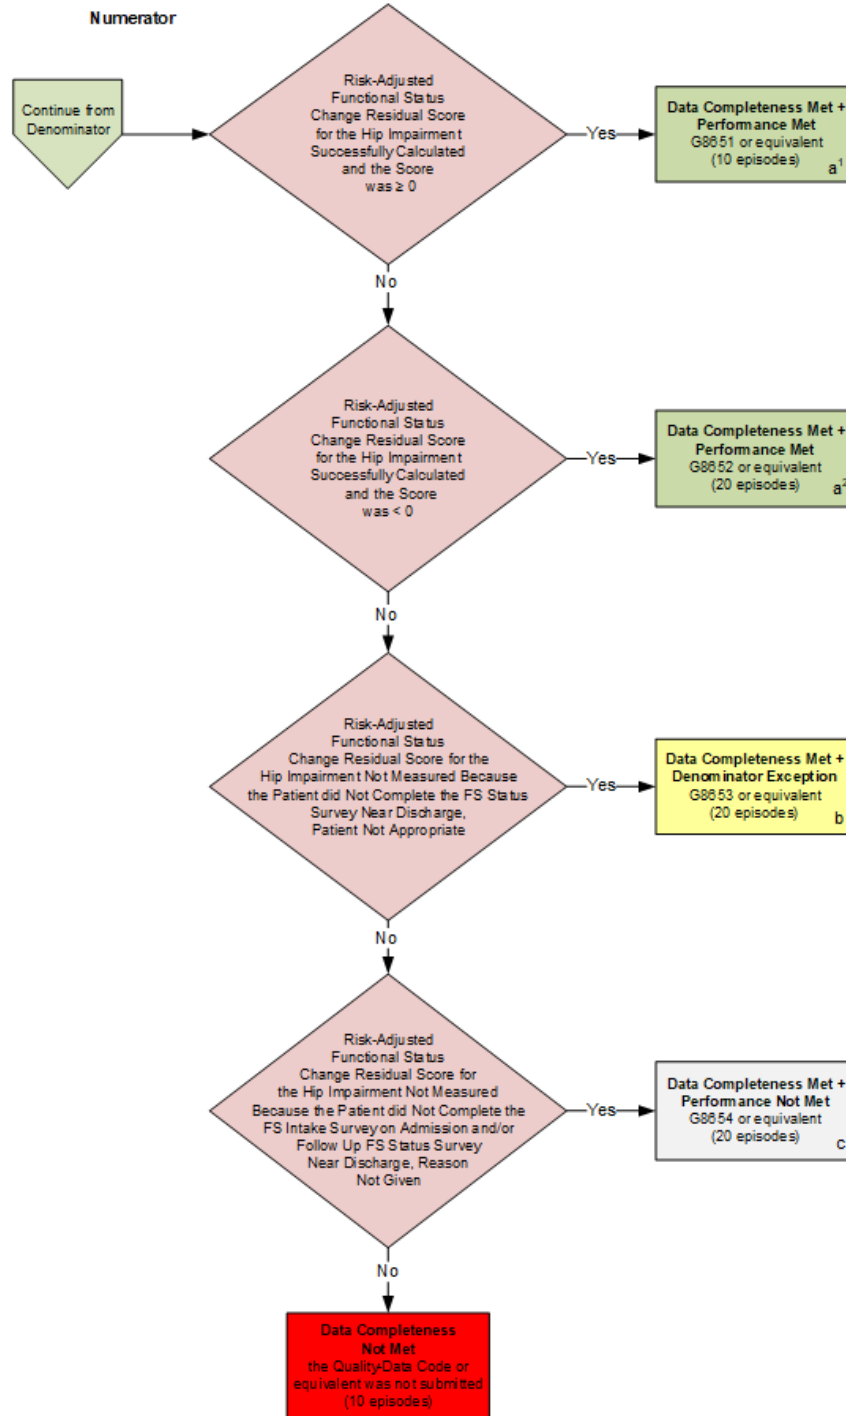 Numerator
Continue from
Denominator
Risk-Adjusted
Functional Status
Change Residual Score
for the Hip Impairment
Successfully Calculated
and the Score
was ≥ 0
Yes
Data Completeness Met +
Performance Met
G8651 or equivalent
(10 episodes)
a¹
No
Risk-Adjusted
Functional Status
Change Residual Score
for the Hip Impairment
Successfully Calculated
and the Score
was < 0
Yes
Data Completeness Met +
Performance Met
G8652 or equivalent
(20 episodes)
a²
No
Risk-Adjusted
Functional Status
Change Residual Score for the
Hip Impairment Not Measured Because
the Patient did Not Complete the FS Status
Survey Near Discharge,
Patient Not Appropriate
Yes
Data Completeness Met +
Denominator Exception
G8653 or equivalent
(20 episodes)
b
No
Risk-Adjusted
Functional Status
Change Residual Score for
the Hip Impairment Not Measured
Because the Patient did Not Complete the
FS Intake Survey on Admission and/or
Follow Up FS Status Survey
Near Discharge, Reason
Not Given
Yes
Data Completeness Met +
Performance Not Met
G8654 or equivalent
(20 episodes)
c
No
Data Completeness
Not Met
the Quality-Data Code or
equivalent was not submitted
(10 episodes)